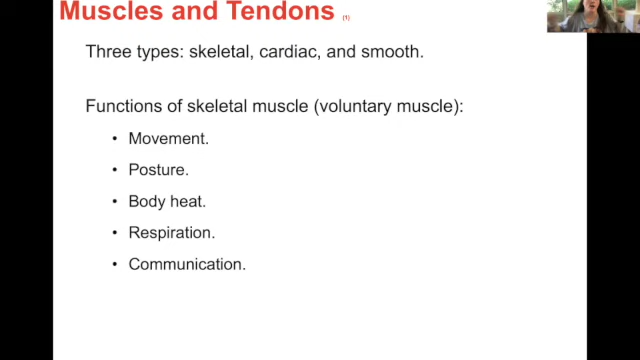 Muscles and Tendons (1)
Three types: skeletal, cardiac, and smooth.
Functions of skeletal muscle (voluntary muscle):
• Movement.
• Posture.
• Body heat.
• Respiration.
• Communication.